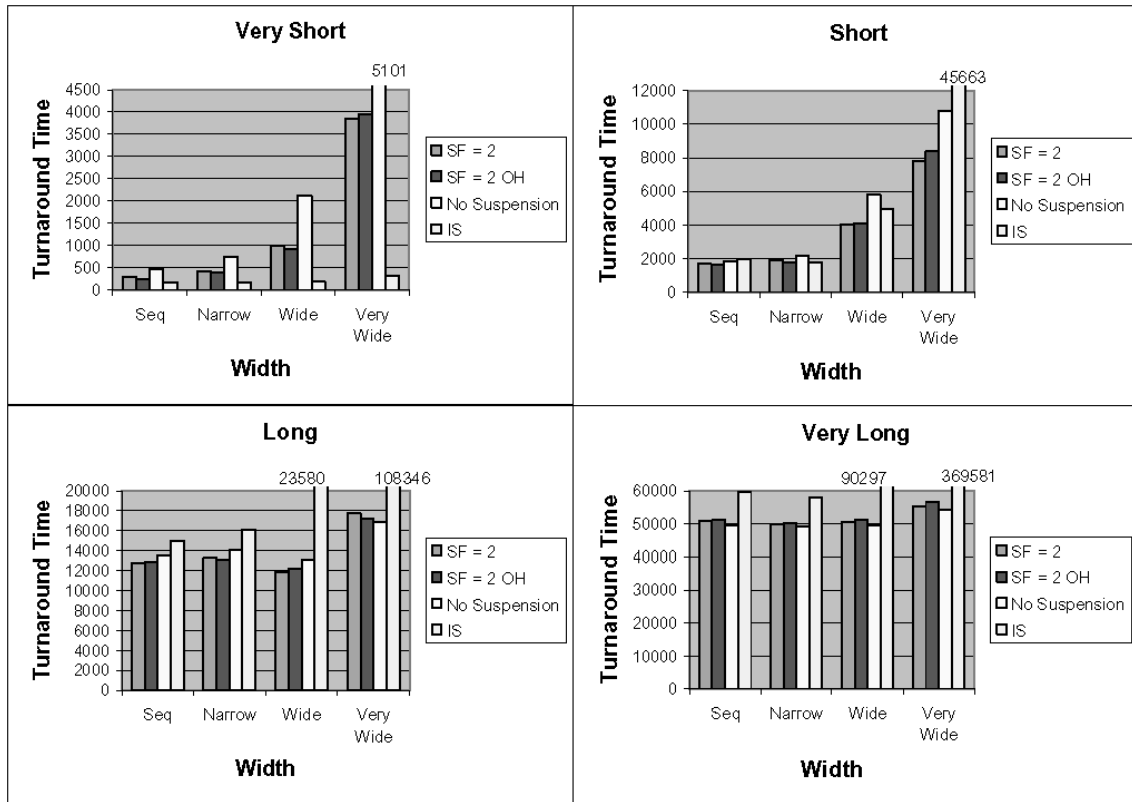 Very Short
5101
4500
4000
3500
3000
2500
2000
1500
1000
500
0
Turnaround Time
Seq Narrow Wide Very Wide
Width
SF = 2
SF = 2 OH
No Suspension
IS
Short
45663
12000
10000
8000
6000
4000
2000
0
Turnaround Time
Seq Narrow Wide Very Wide
Width
SF = 2
SF = 2 OH
No Suspension
IS
Long
23580 108346
20000
18000
16000
14000
12000
10000
8000
6000
4000
2000
0
Turnaround Time
Seq Narrow Wide Very Wide
Width
SF = 2
SF = 2 OH
No Suspension
IS
Very Long
90297 369581
60000
50000
40000
30000
20000
10000
0
Turnaround Time
Seq Narrow Wide Very Wide
Width
SF = 2
SF = 2 OH
No Suspension
IS